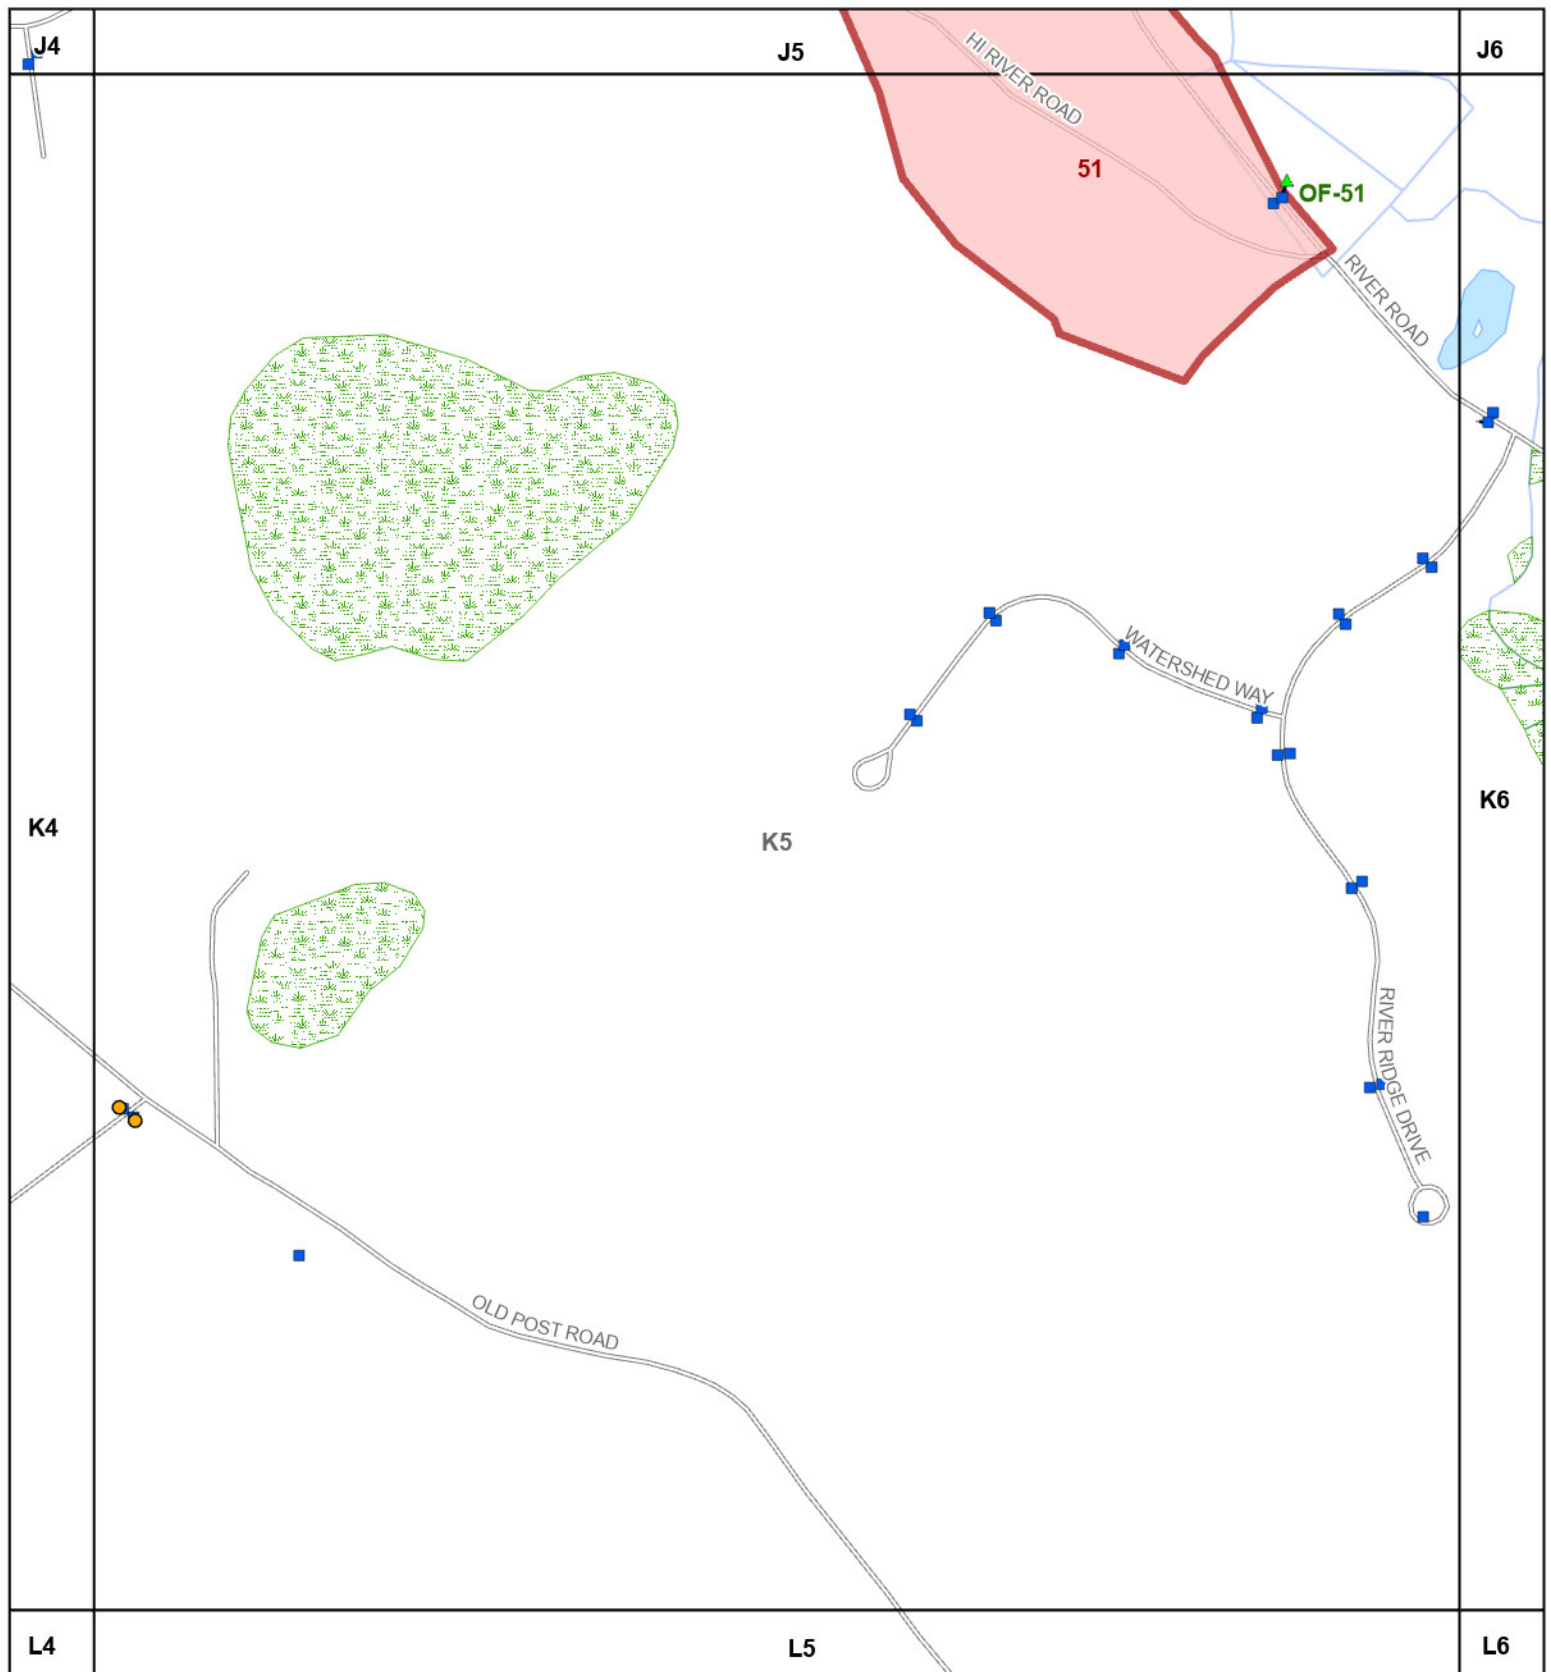 J4
J5
J6
HI RIVER ROAD
51
OF-51
RIVER ROAD
WATERSHED WAY
K4
K5
K6
RIVER RIDGE DRIVE
OLD POST ROAD
L4
L5
L6